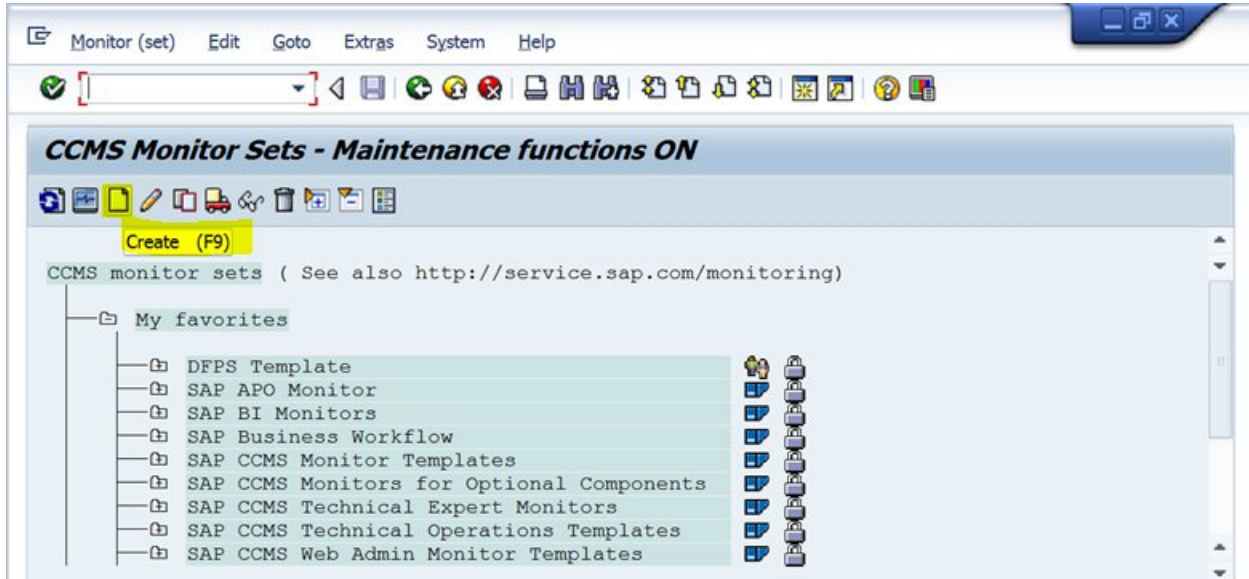 Monitor (set) Edit Goto Extras System Help
CCMS Monitor Sets - Maintenance functions ON
Create (F9)
CCMS monitor sets ( See also http://service.sap.com/monitoring)
My favorites
DFPS Template
SAP APO Monitor
SAP BI Monitors
SAP Business Workflow
SAP CCMS Monitor Templates
SAP CCMS Monitors for Optional Components
SAP CCMS Technical Expert Monitors
SAP CCMS Technical Operations Templates
SAP CCMS Web Admin Monitor Templates